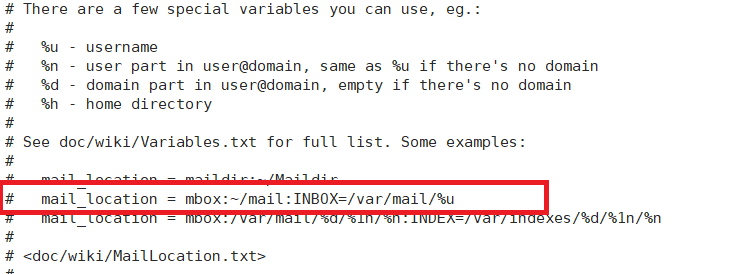 # There are a few special variables you can use, eg.:
#
#   %u - username
#   %n - user part in user@domain, same as %u if there's no domain
#   %d - domain part in user@domain, empty if there's no domain
#   %h - home directory
#
# See doc/wiki/Variables.txt for full list. Some examples:
#
#   mail_location = maildir:~/Maildir
#   mail_location = mbox:~/mail:INBOX=/var/mail/%u
#   mail_location = mbox:/var/mail/%d/%1n/%n:INDEX=/var/indexes/%d/%1n/%n
#
# <doc/wiki/MailLocation.txt>
#